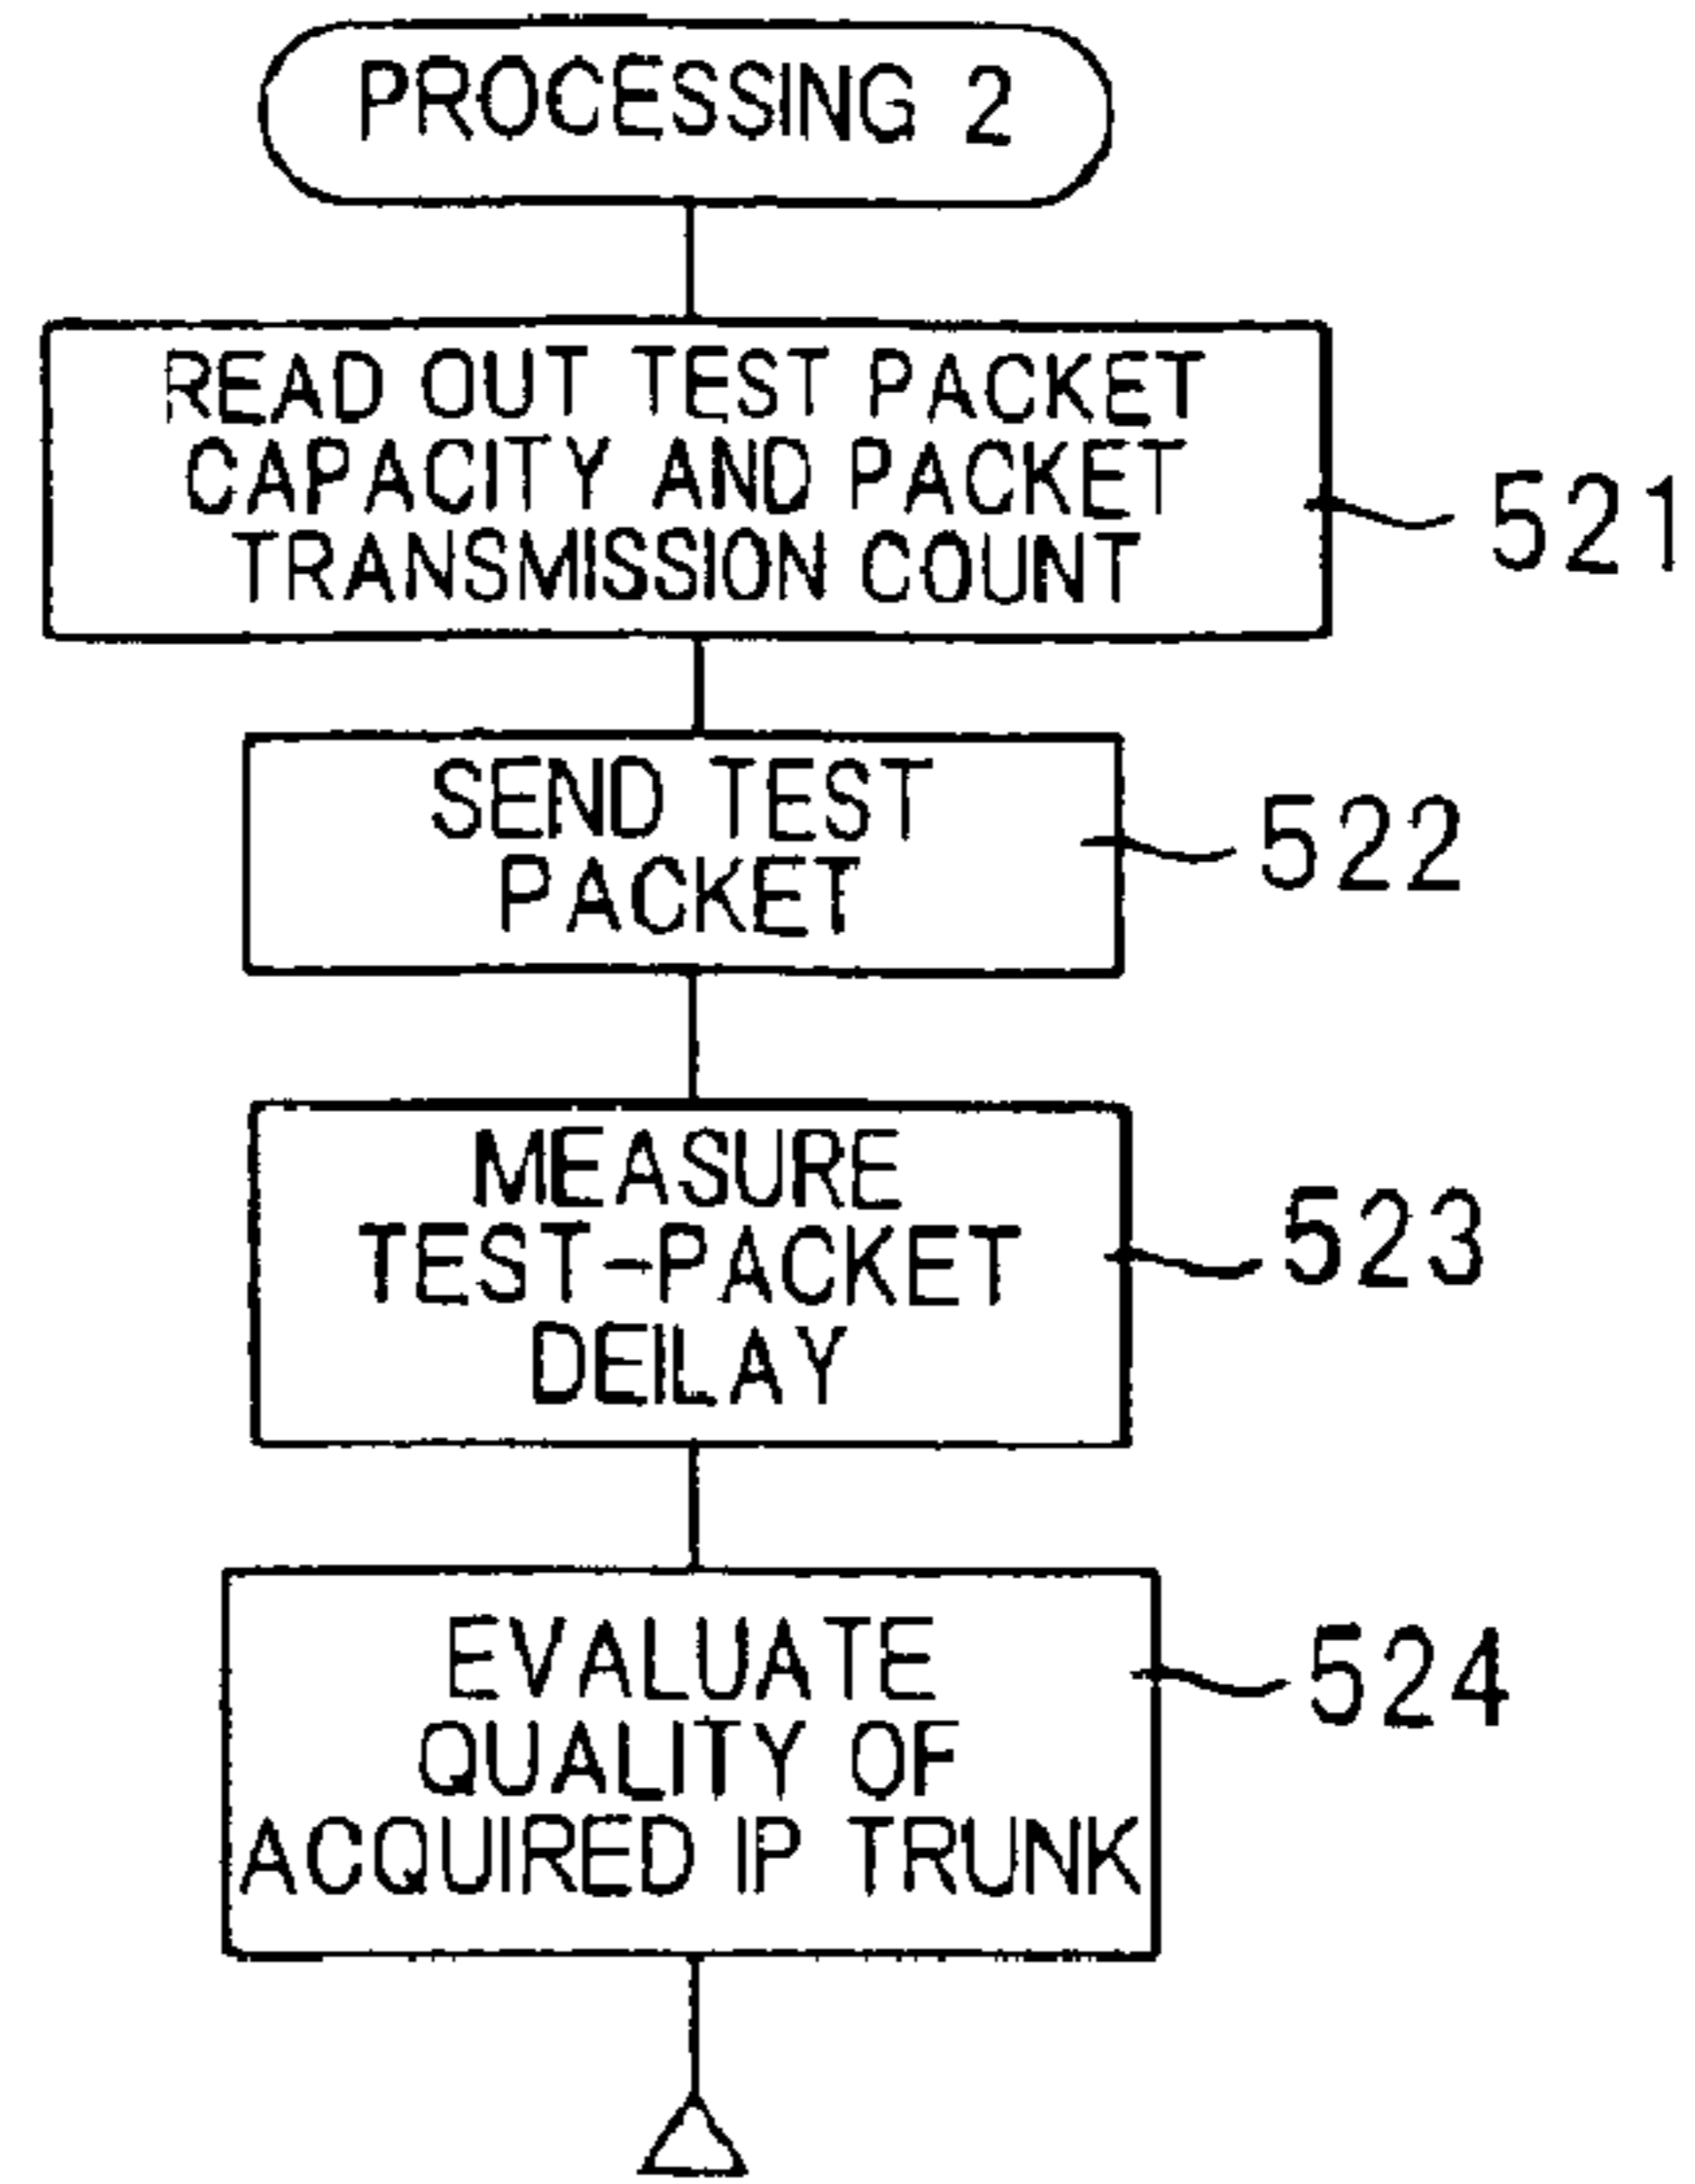 PROCESSING 2
READ OUT TEST PACKET
CAPACITY AND PACKET
TRANSMISSION COUNT
521
SEND TEST
PACKET
522
MEASURE
TEST-PACKET
DEILAY
523
EVALUATE
QUALITY OF
ACQUIRED IP TRUNK
524